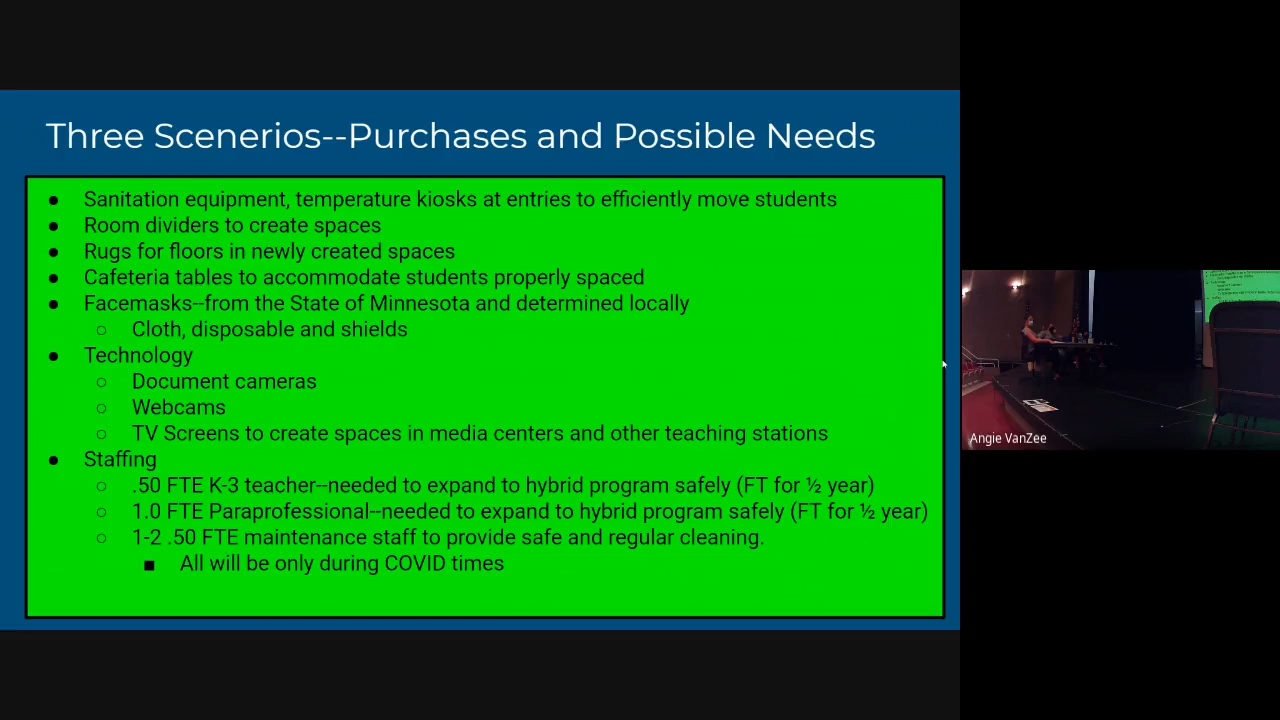 Three Scenerios--Purchases and Possible Needs
● Sanitation equipment, temperature kiosks at entries to efficiently move students
● Room dividers to create spaces
● Rugs for floors in newly created spaces
● Cafeteria tables to accommodate students properly spaced
● Facemasks--from the State of Minnesota and determined locally
○ Cloth, disposable and shields
● Technology
○ Document cameras
○ Webcams
○ TV Screens to create spaces in media centers and other teaching stations
● Staffing
○ .50 FTE K-3 teacher--needed to expand to hybrid program safely (FT for ½ year)
○ 1.0 FTE Paraprofessional--needed to expand to hybrid program safely (FT for ½ year)
○ 1-2 .50 FTE maintenance staff to provide safe and regular cleaning.
■ All will be only during COVID times
Angie VanZee